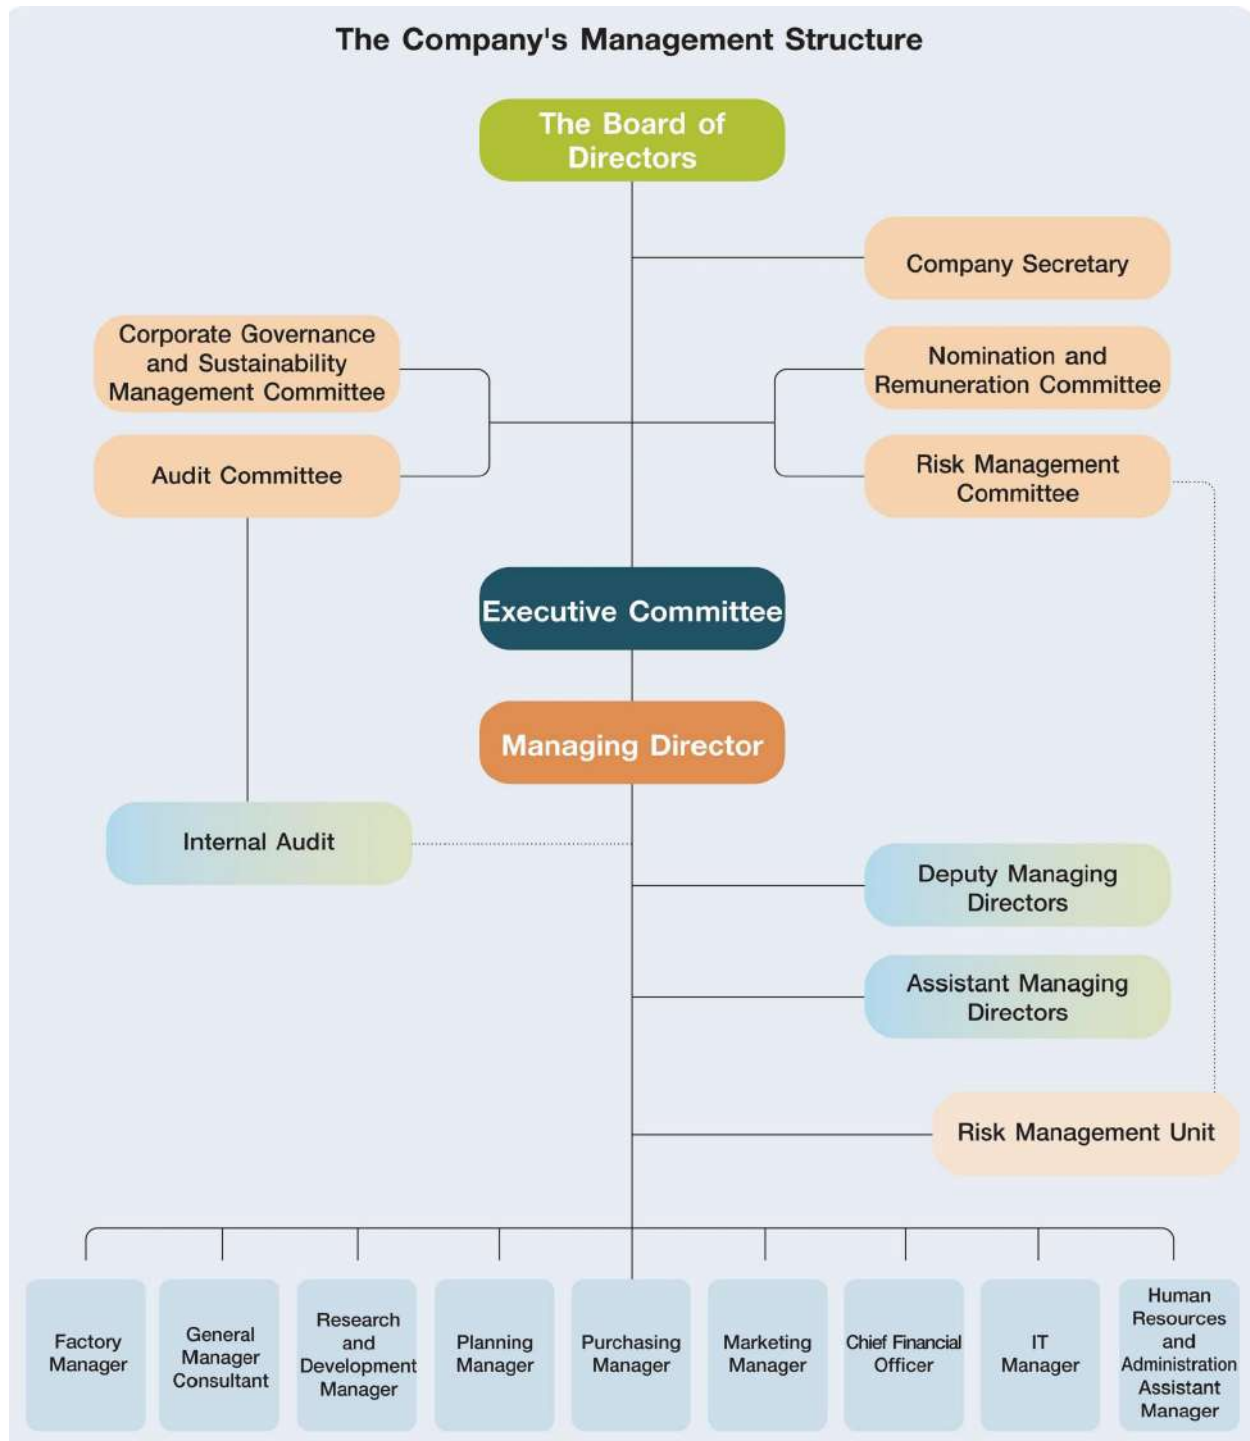 The Company's Management Structure
The Board of
Directors
Company Secretary
Corporate Governance
and Sustainability
Management Committee
Nomination and
Remuneration Committee
Audit Committee
Risk Management
Committee
Executive Committee
Managing Director
Internal Audit
Deputy Managing
Directors
Assistant Managing
Directors
Risk Management Unit
Factory
Manager
General
Manager
Consultant
Research
and
Development
Manager
Planning
Manager
Purchasing
Manager
Marketing
Manager
Chief Financial
Officer
IT
Manager
Human
Resources
and
Administration
Assistant
Manager